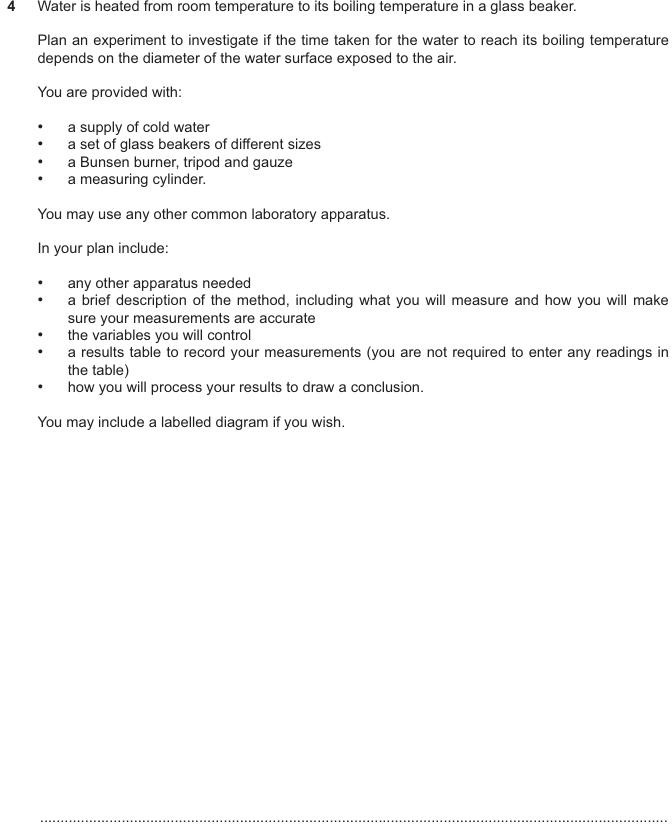 4 Water is heated from room temperature to its boiling temperature in a glass beaker.
Plan an experiment to investigate if the time taken for the water to reach its boiling temperature
depends on the diameter of the water surface exposed to the air.
You are provided with:
• a supply of cold water
• a set of glass beakers of different sizes
• a Bunsen burner, tripod and gauze
• a measuring cylinder.
You may use any other common laboratory apparatus.
In your plan include:
• any other apparatus needed
• a brief description of the method, including what you will measure and how you will make
sure your measurements are accurate
• the variables you will control
• a results table to record your measurements (you are not required to enter any readings in
the table)
• how you will process your results to draw a conclusion.
You may include a labelled diagram if you wish.